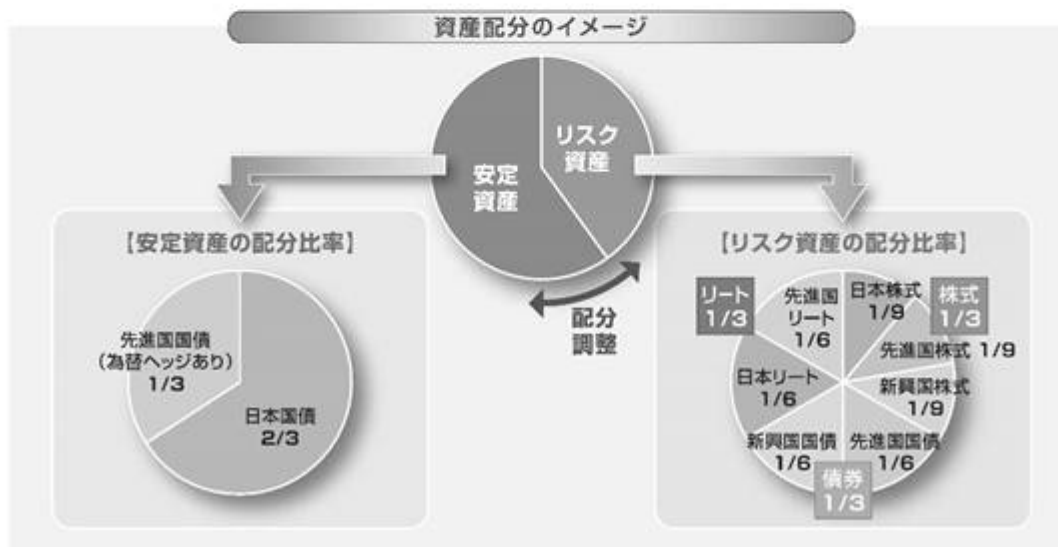 資産配分のイメージ
リスク
資産
安定
資産
配分
調整
【安定資産の配分比率】
先進国国債
(為替ヘッジあり)
1/3
日本国債
2/3
【リスク資産の配分比率】
リート
1/3
先進国
リート
1/6
日本株式
1/9
株式
1/3
先進国株式 1/9
新興国株式
1/9
日本リート
1/6
新興国国債
1/6
先進国国債
1/6
債券
1/3